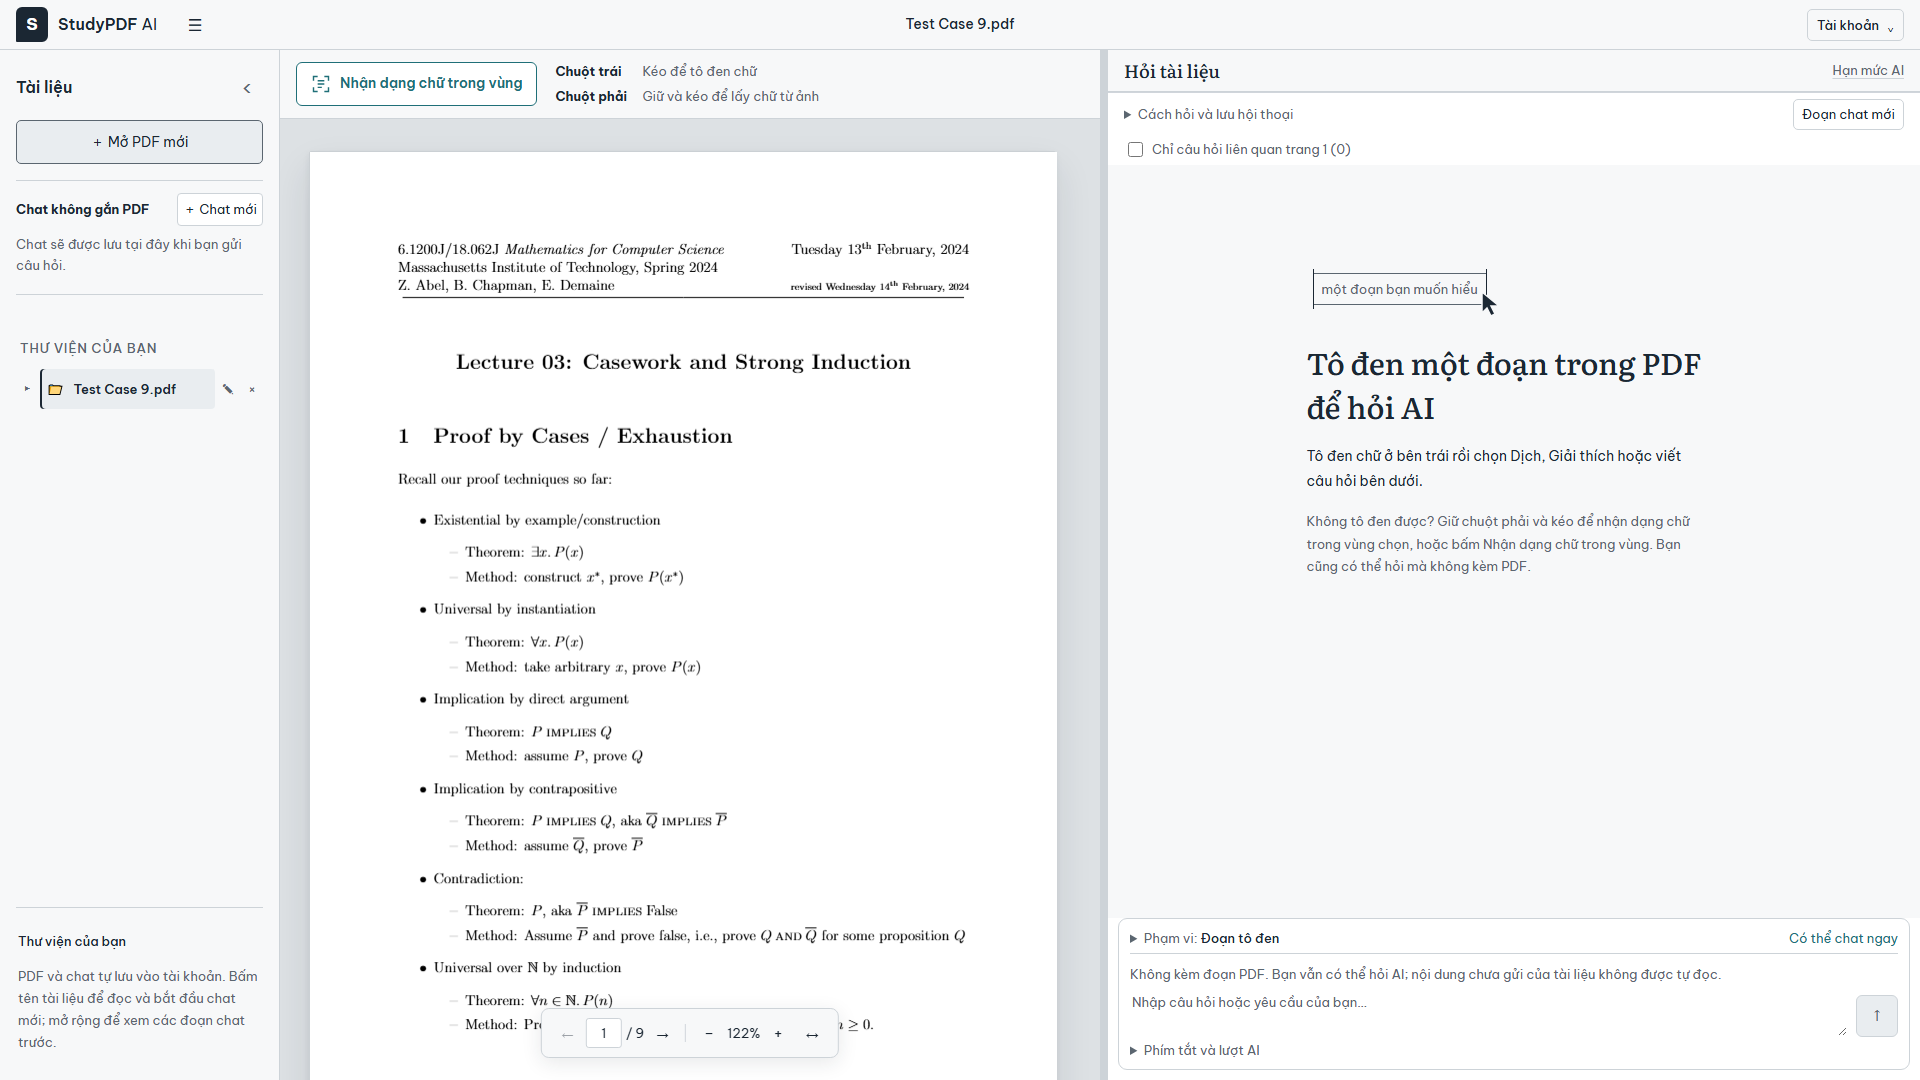 S StudyPDF AI ☰
Test Case 9.pdf
Tài khoản
Tài liệu
+ Mở PDF mới
Chat không gắn PDF
+ Chat mới
Chat sẽ được lưu tại đây khi bạn gửi
câu hỏi.
THƯ VIỆN CỦA BẠN
Test Case 9.pdf
Thư viện của bạn
PDF và chat tự lưu vào tài khoản. Bấm
tên tài liệu để đọc và bắt đầu chat
mới; mở rộng để xem các đoạn chat
trước.
Nhận dạng chữ trong vùng
Chuột trái Kéo để tô đen chữ
Chuột phải Giữ và kéo để lấy chữ từ ảnh
6.1200J/18.062J Mathematics for Computer Science Tuesday 13th February, 2024
Massachusetts Institute of Technology, Spring 2024
Z. Abel, B. Chapman, E. Demaine revised Wednesday 14th February, 2024
Lecture 03: Casework and Strong Induction
1 Proof by Cases / Exhaustion
Recall our proof techniques so far:
• Existential by example/construction
– Theorem: ∃x. P(x)
– Method: construct x*, prove P(x*)
• Universal by instantiation
– Theorem: ∀x. P(x)
– Method: take arbitrary x, prove P(x)
• Implication by direct argument
– Theorem: P IMPLIES Q
– Method: assume P, prove Q
• Implication by contrapositive
– Theorem: P IMPLIES Q, aka Q̅ IMPLIES P̅
– Method: assume Q̅, prove P̅
• Contradiction:
– Theorem: P, aka P̅ IMPLIES False
– Method: Assume P̅ and prove false, i.e., prove Q AND Q̅ for some proposition Q
• Universal over ℕ by induction
– Theorem: ∀n ∈ ℕ. P(n)
– Method: ≥ 0.
← 1 / 9 → − 122% + ↔
Hỏi tài liệu
Hạn mức AI
▶ Cách hỏi và lưu hội thoại
Đoạn chat mới
Chỉ câu hỏi liên quan trang 1 (0)
một đoạn bạn muốn hiểu
Tô đen một đoạn trong PDF
để hỏi AI
Tô đen chữ ở bên trái rồi chọn Dịch, Giải thích hoặc viết
câu hỏi bên dưới.
Không tô đen được? Giữ chuột phải và kéo để nhận dạng chữ
trong vùng chọn, hoặc bấm Nhận dạng chữ trong vùng. Bạn
cũng có thể hỏi mà không kèm PDF.
▶ Phạm vi: Đoạn tô đen
Có thể chat ngay
Không kèm đoạn PDF. Bạn vẫn có thể hỏi AI; nội dung chưa gửi của tài liệu không được tự đọc.
Nhập câu hỏi hoặc yêu cầu của bạn...
↑
▶ Phím tắt và lượt AI